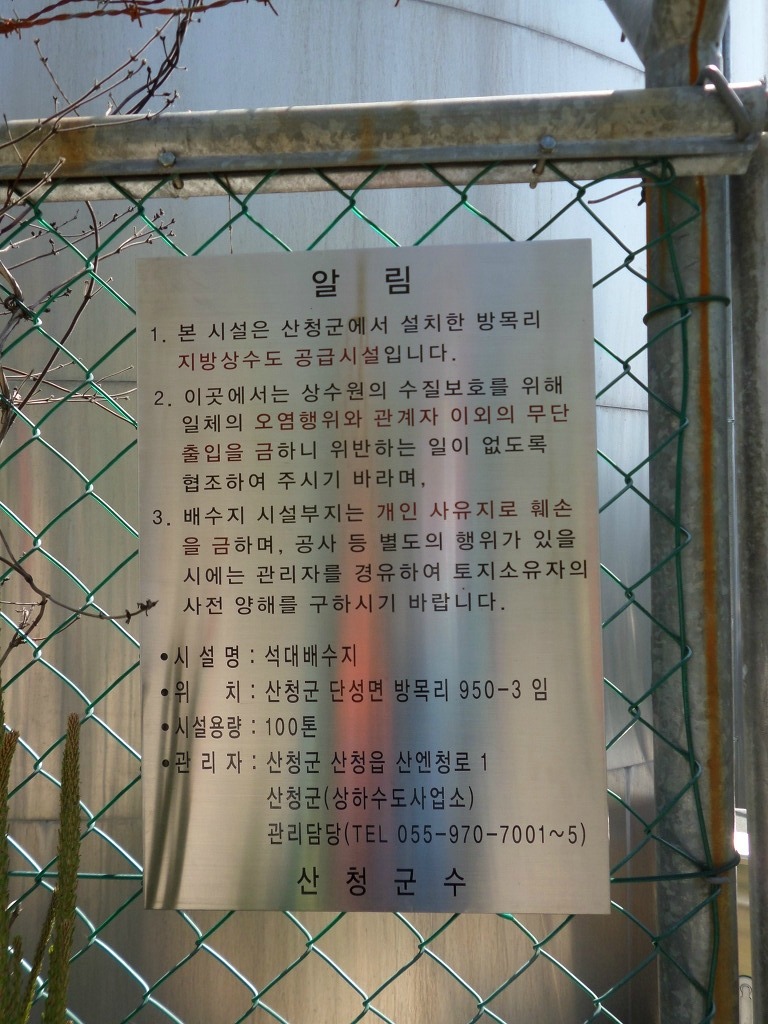 알 림
1. 본 시설은 산청군에서 설치한 방목리
지방상수도 공급시설입니다.
2. 이곳에서는 상수원의 수질보호를 위해
일체의 오염행위와 관계자 이외의 무단
출입을 금하니 위반하는 일이 없도록
협조하여 주시기 바라며,
3. 배수지 시설부지는 개인 사유지로 훼손
을 금하며, 공사 등 별도의 행위가 있을
시에는 관리자를 경유하여 토지소유자의
사전 양해를 구하시기 바랍니다.
•시 설 명 : 석대배수지
•위 치 : 산청군 단성면 방목리 950-3 임
•시설용량 : 100톤
•관 리 자 : 산청군 산청읍 산엔청로 1
산청군(상하수도사업소)
관리담당(TEL 055-970-7001~5)
산 청 군 수